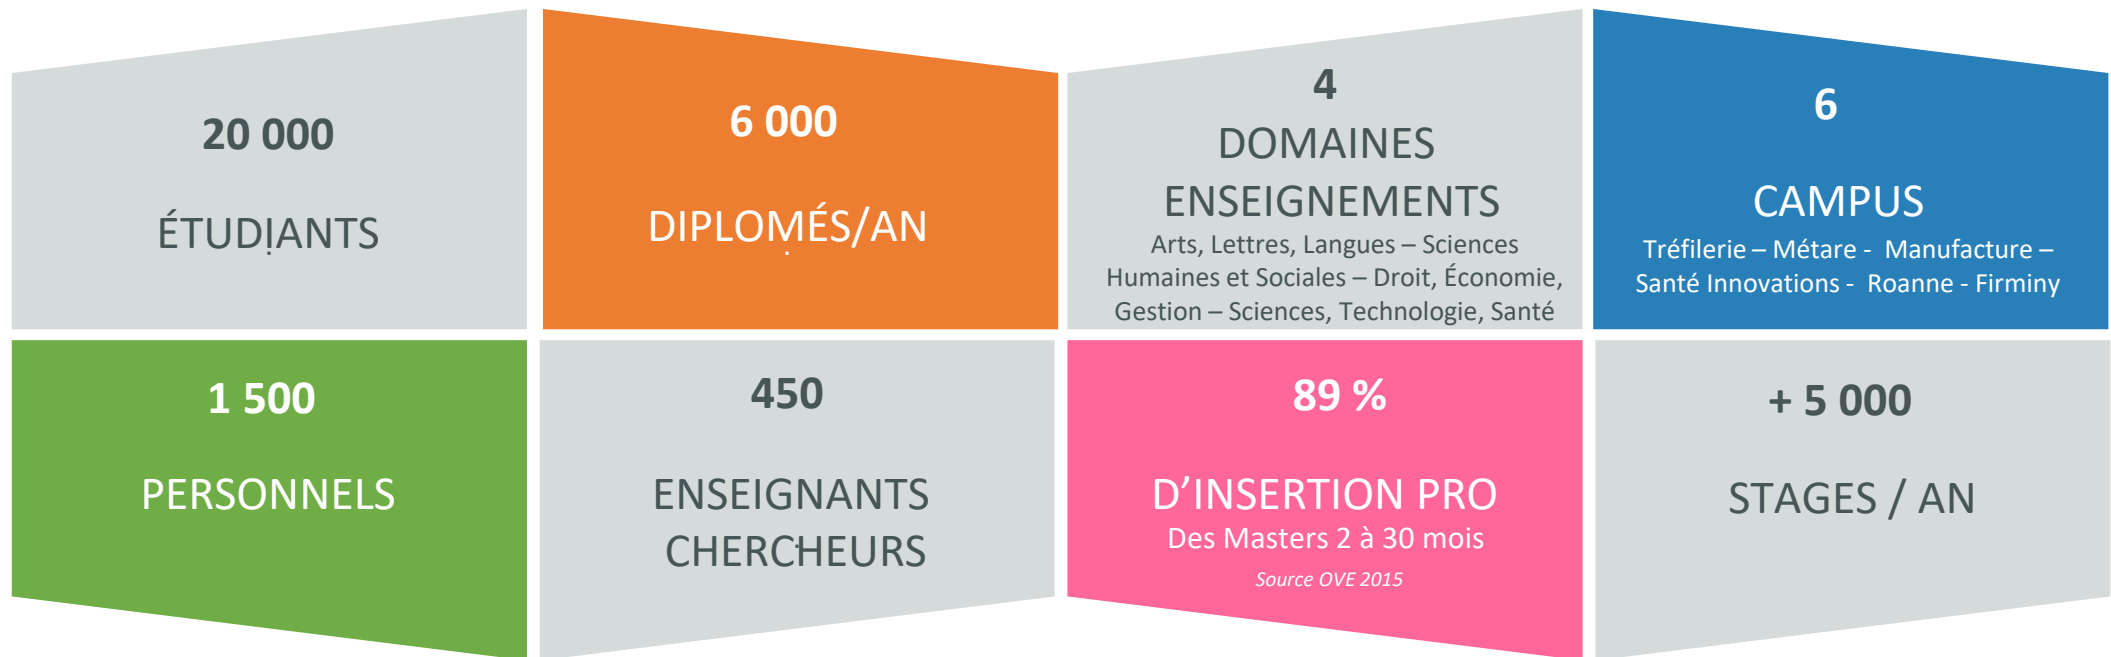 20 000
ÉTUDIANTS
6 000
DIPLOMÉS/AN
4
DOMAINES
ENSEIGNEMENTS
Arts, Lettres, Langues – Sciences
Humaines et Sociales – Droit, Économie,
Gestion – Sciences, Technologie, Santé
6
CAMPUS
Tréfilerie – Métare - Manufacture –
Santé Innovations - Roanne - Firminy
1 500
PERSONNELS
450
ENSEIGNANTS
CHERCHEURS
89 %
D’INSERTION PRO
Des Masters 2 à 30 mois
Source OVE 2015
+ 5 000
STAGES / AN